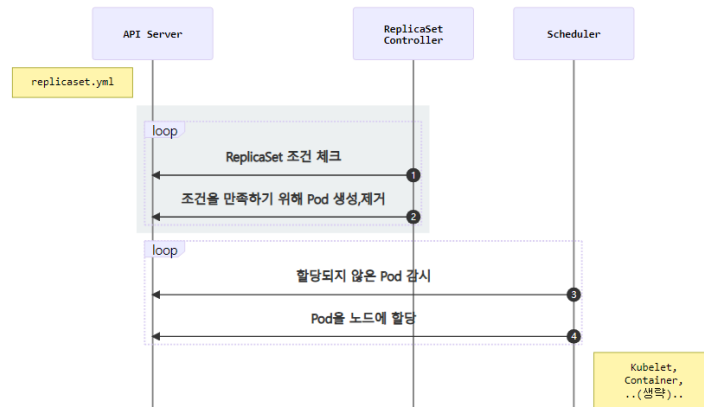 API Server
ReplicaSet
Controller
Scheduler
replicaset.yml
loop
ReplicaSet 조건 체크
1
조건을 만족하기 위해 Pod 생성,제거
2
loop
할당되지 않은 Pod 감시
3
Pod을 노드에 할당
4
Kubelet,
Container,
..(생략)..